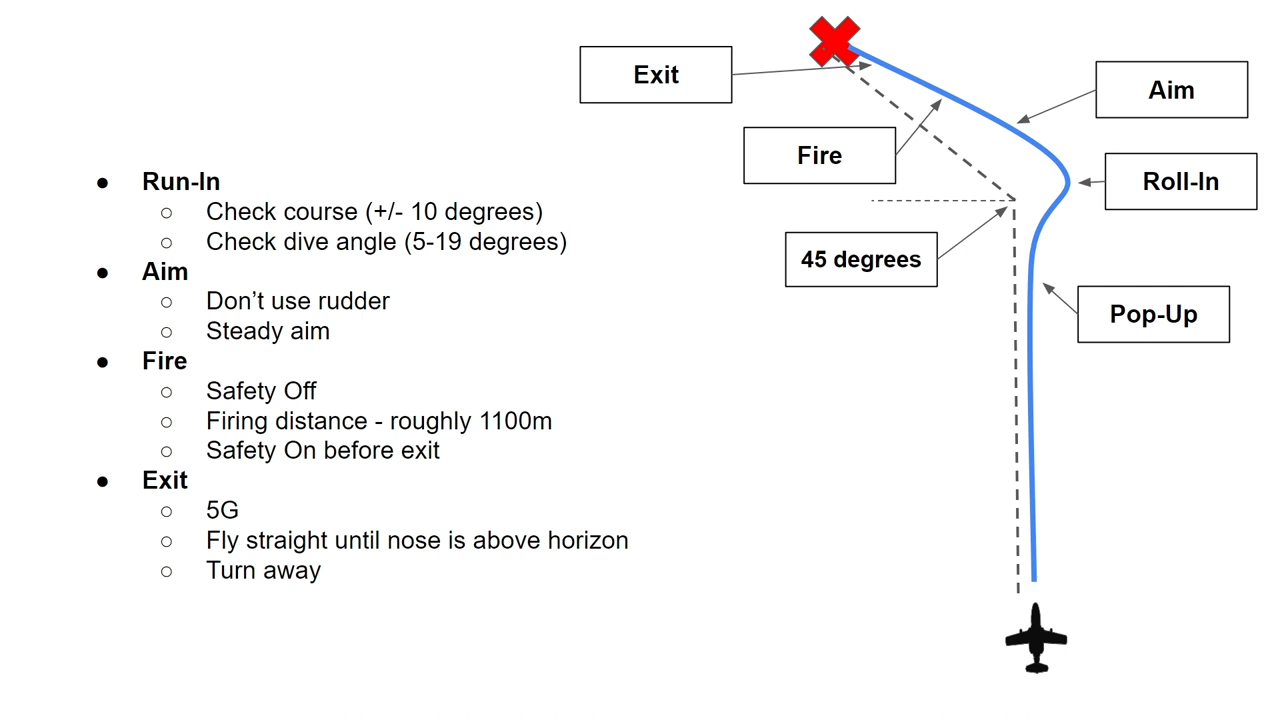 ● Run-In
○ Check course (+/- 10 degrees)
○ Check dive angle (5-19 degrees)
● Aim
○ Don’t use rudder
○ Steady aim
● Fire
○ Safety Off
○ Firing distance - roughly 1100m
○ Safety On before exit
● Exit
○ 5G
○ Fly straight until nose is above horizon
○ Turn away
Exit
Aim
Fire
Roll-In
45 degrees
Pop-Up